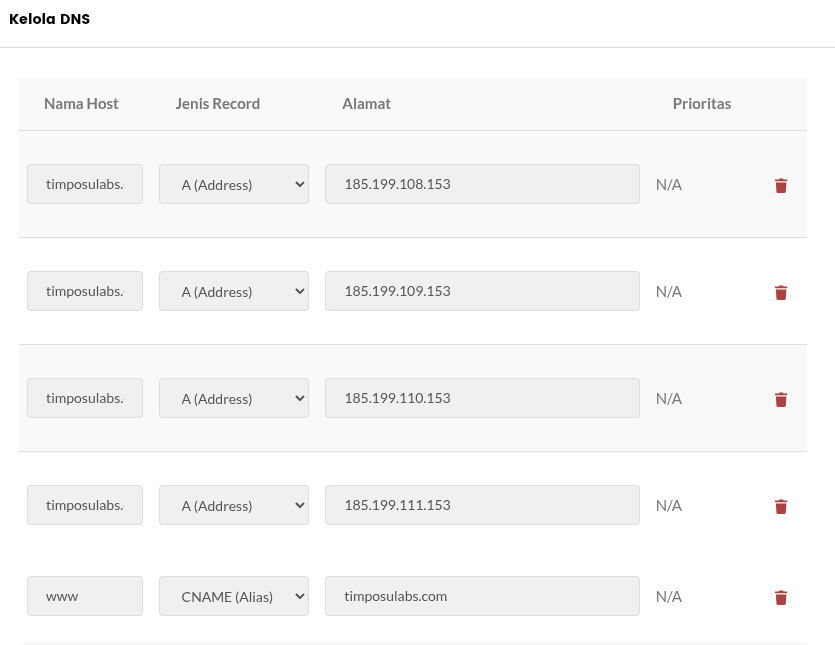 Kelola DNS
Nama Host Jenis Record Alamat Prioritas
timposulabs. A (Address) 185.199.108.153 N/A
timposulabs. A (Address) 185.199.109.153 N/A
timposulabs. A (Address) 185.199.110.153 N/A
timposulabs. A (Address) 185.199.111.153 N/A
www CNAME (Alias) timposulabs.com N/A